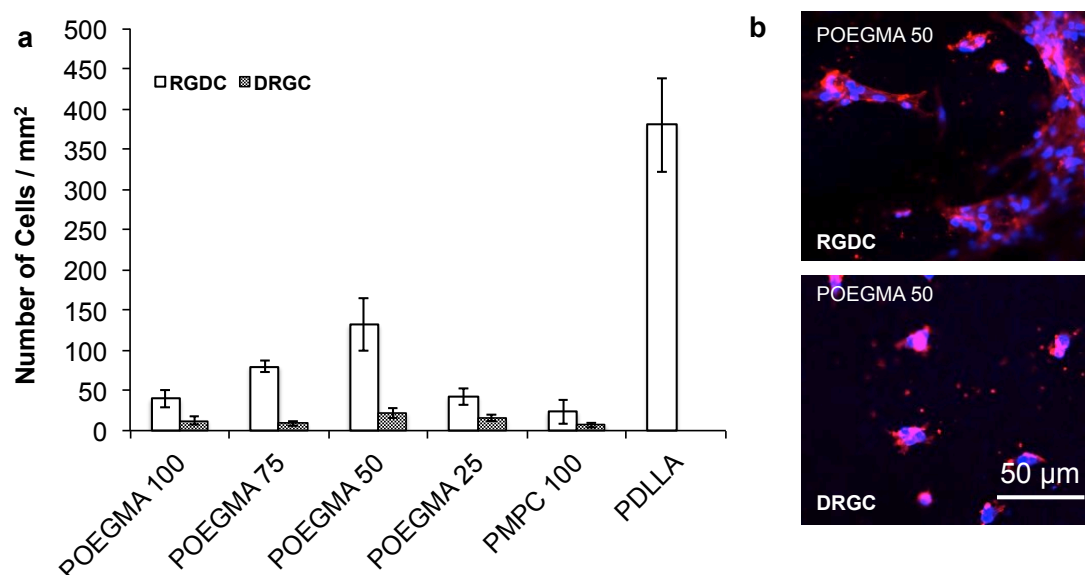 a
Number of Cells / mm²
500
450
400
350
300
250
200
150
100
50
0
RGDC DRGC
POEGMA 100
POEGMA 75
POEGMA 50
POEGMA 25
PMPC 100
PDLLA
b
POEGMA 50
RGDC
POEGMA 50
50 µm
DRGC